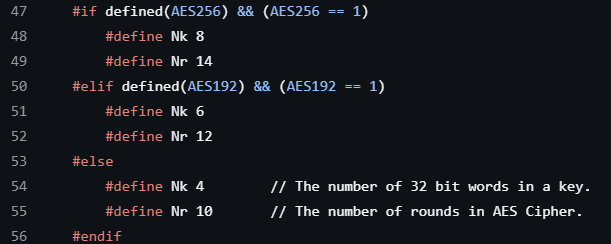 47 #if defined(AES256) && (AES256 == 1)
48 #define Nk 8
49 #define Nr 14
50 #elif defined(AES192) && (AES192 == 1)
51 #define Nk 6
52 #define Nr 12
53 #else
54 #define Nk 4 // The number of 32 bit words in a key.
55 #define Nr 10 // The number of rounds in AES Cipher.
56 #endif